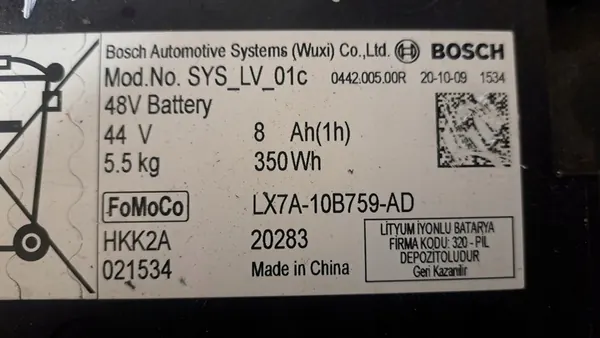 Bosch Automotive Systems (Wuxi) Co.,Ltd. BOSCH
Mod.No. SYS_LV_01c 0442.005.00R 20-10-09 1534
48V Battery
44 V 8 Ah(1h)
5.5 kg 350Wh
FoMoCo LX7A-10B759-AD
HKK2A 20283
021534 Made in China
LİTYUM İYONLU BATARYA
FİRMA KODU: 320-PİL
DEPOZİTOLUDUR
Geri Kazanılır